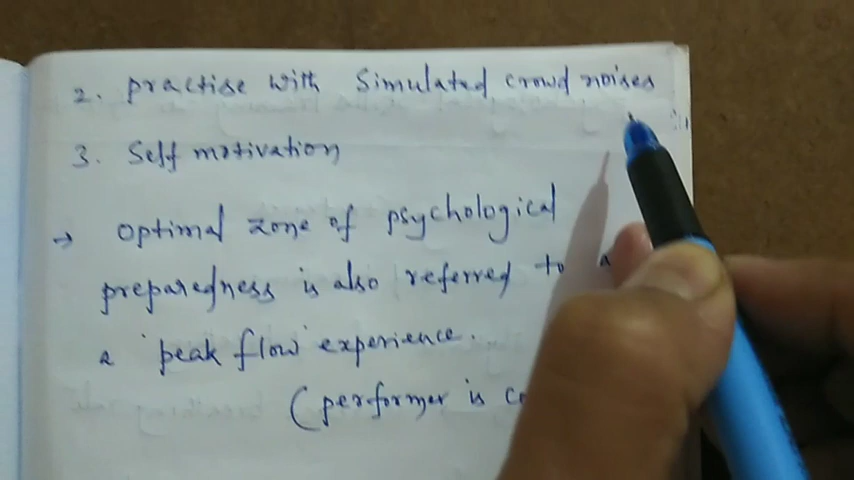 2. practise with simulated crowd noises
3. Self motivation
→ Optimal zone of psychological
preparedness is also referred to a
a 'peak flow' experience.
(performer is